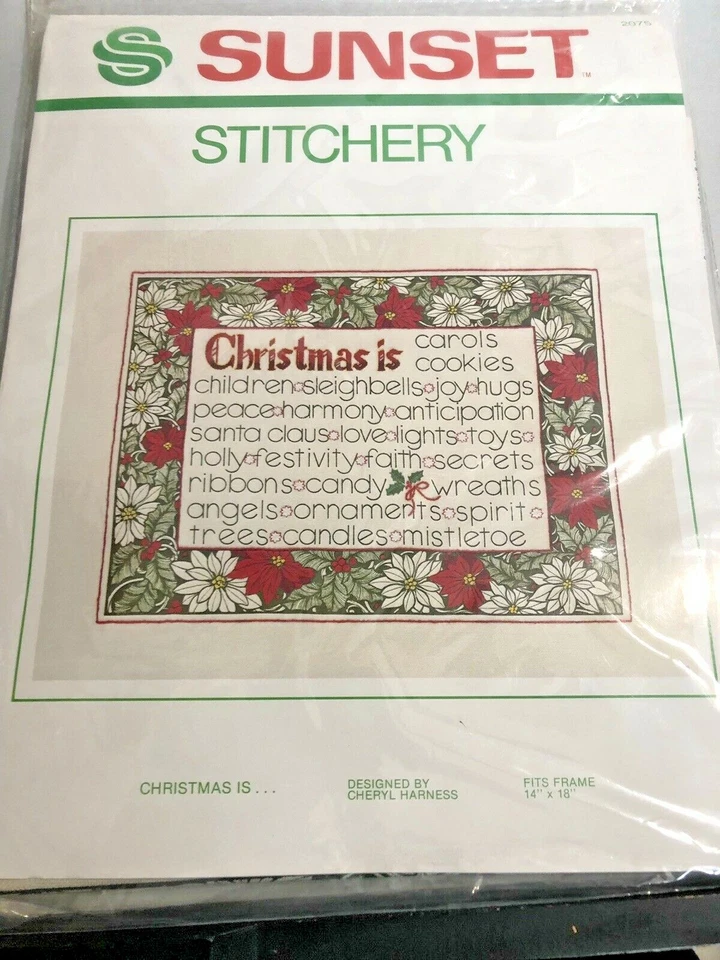 2075
S SUNSET™
STITCHERY
Christmas is carols
cookies
children sleighbells joy hugs
peace harmony anticipation
santa claus love lights toys
holly festivity faith secrets
ribbons candy wreaths
angels ornaments spirit
trees candles mistletoe
CHRISTMAS IS . . .
DESIGNED BY
CHERYL HARNESS
FITS FRAME
14" x 18"